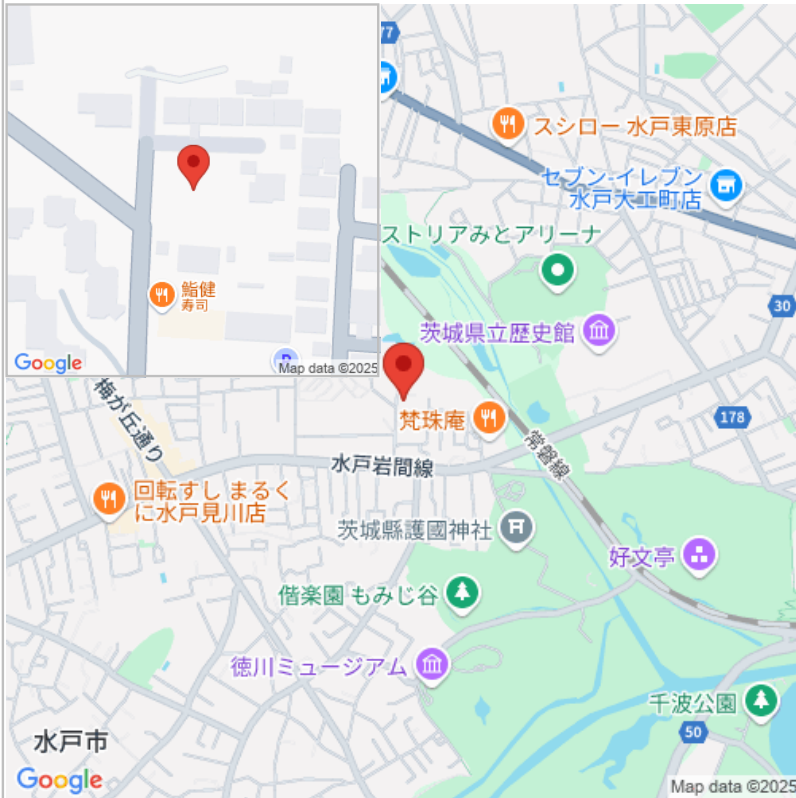 鮨健
寿司
P
Google
Map data ©2025
77
スシロー 水戸東原店
セブン-イレブン
水戸大工町店
ストリアみとアリーナ
30
茨城県立歴史館
178
梵珠庵
常磐線
梅が丘通り
水戸岩間線
回転すし まるく
に水戸見川店
茨城縣護國神社
好文亭
偕楽園 もみじ谷
徳川ミュージアム
千波公園
50
水戸市
Google
Map data ©2025